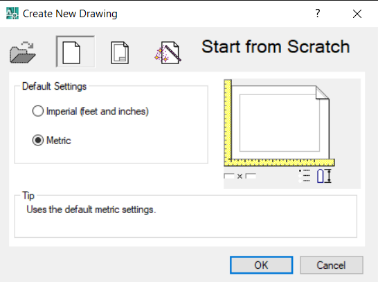 Create New Drawing
Start from Scratch
Default Settings
Imperial (feet and inches)
Metric
Tip
Uses the default metric settings.
OK
Cancel